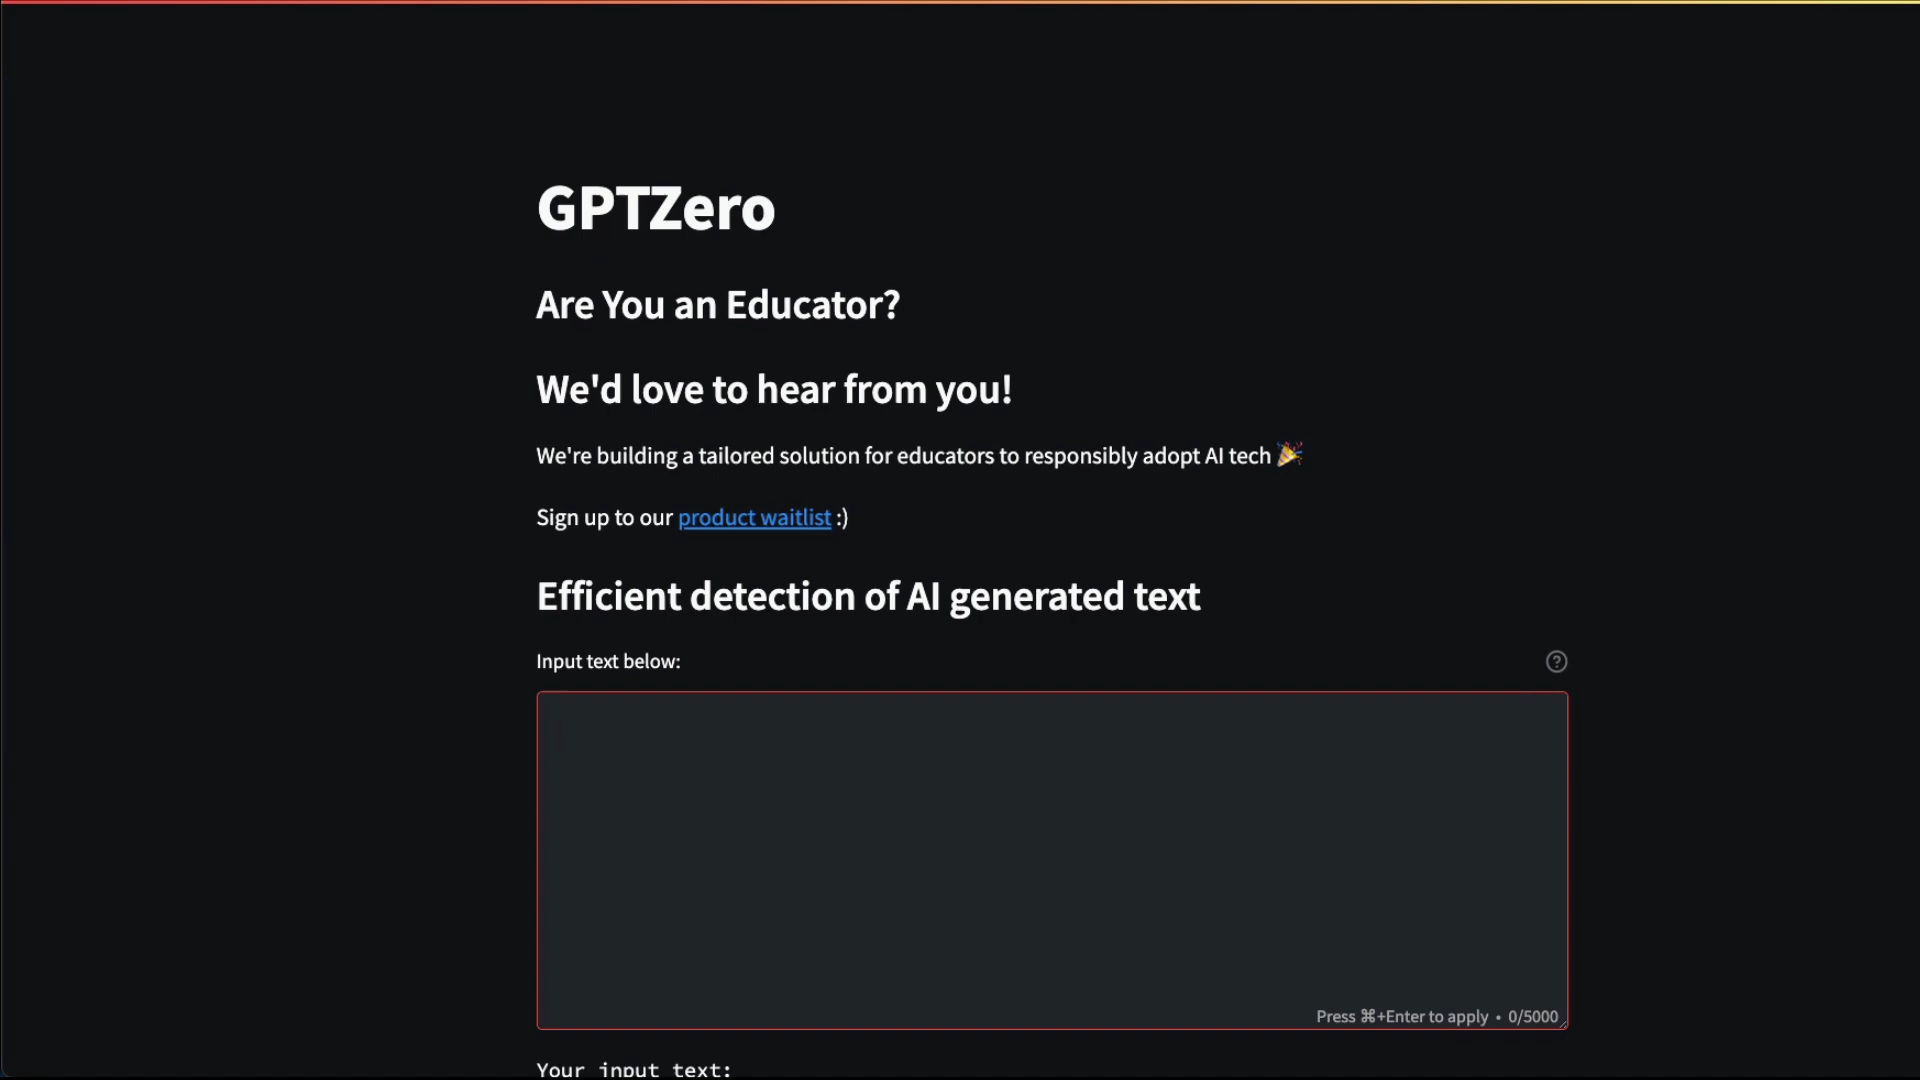 GPTZero
Are You an Educator?
We'd love to hear from you!
We're building a tailored solution for educators to responsibly adopt AI tech 🎉
Sign up to our product waitlist :)
Efficient detection of AI generated text
Input text below:
Press ⌘+Enter to apply • 0/5000
Your input text: